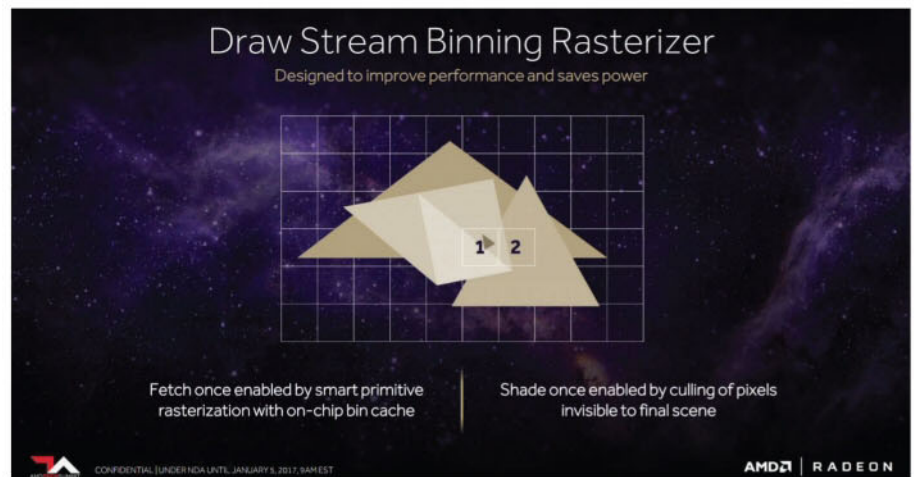 Draw Stream Binning Rasterizer
Designed to improve performance and saves power
1 2
Fetch once enabled by smart primitive
rasterization with on-chip bin cache
Shade once enabled by culling of pixels
invisible to final scene
CONFIDENTIAL | UNDER NDA UNTIL JANUARY 5, 2017, 9AM EST
AMD | RADEON